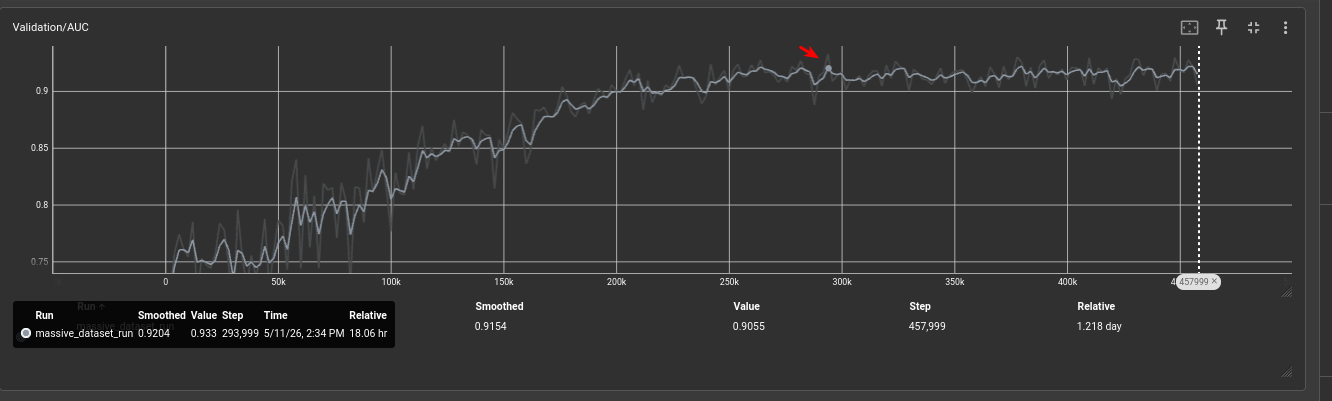 Validation/AUC
0.9
0.85
0.8
0.75
0 50k 100k 150k 200k 250k 300k 350k 400k 457999 ✕
Run ↑ Smoothed Value Step Relative
massive_dataset_run 0.9154 0.9055 457,999 1.218 day
Run Smoothed Value Step Time Relative
massive_dataset_run 0.9204 0.933 293,999 5/11/26, 2:34 PM 18.06 hr